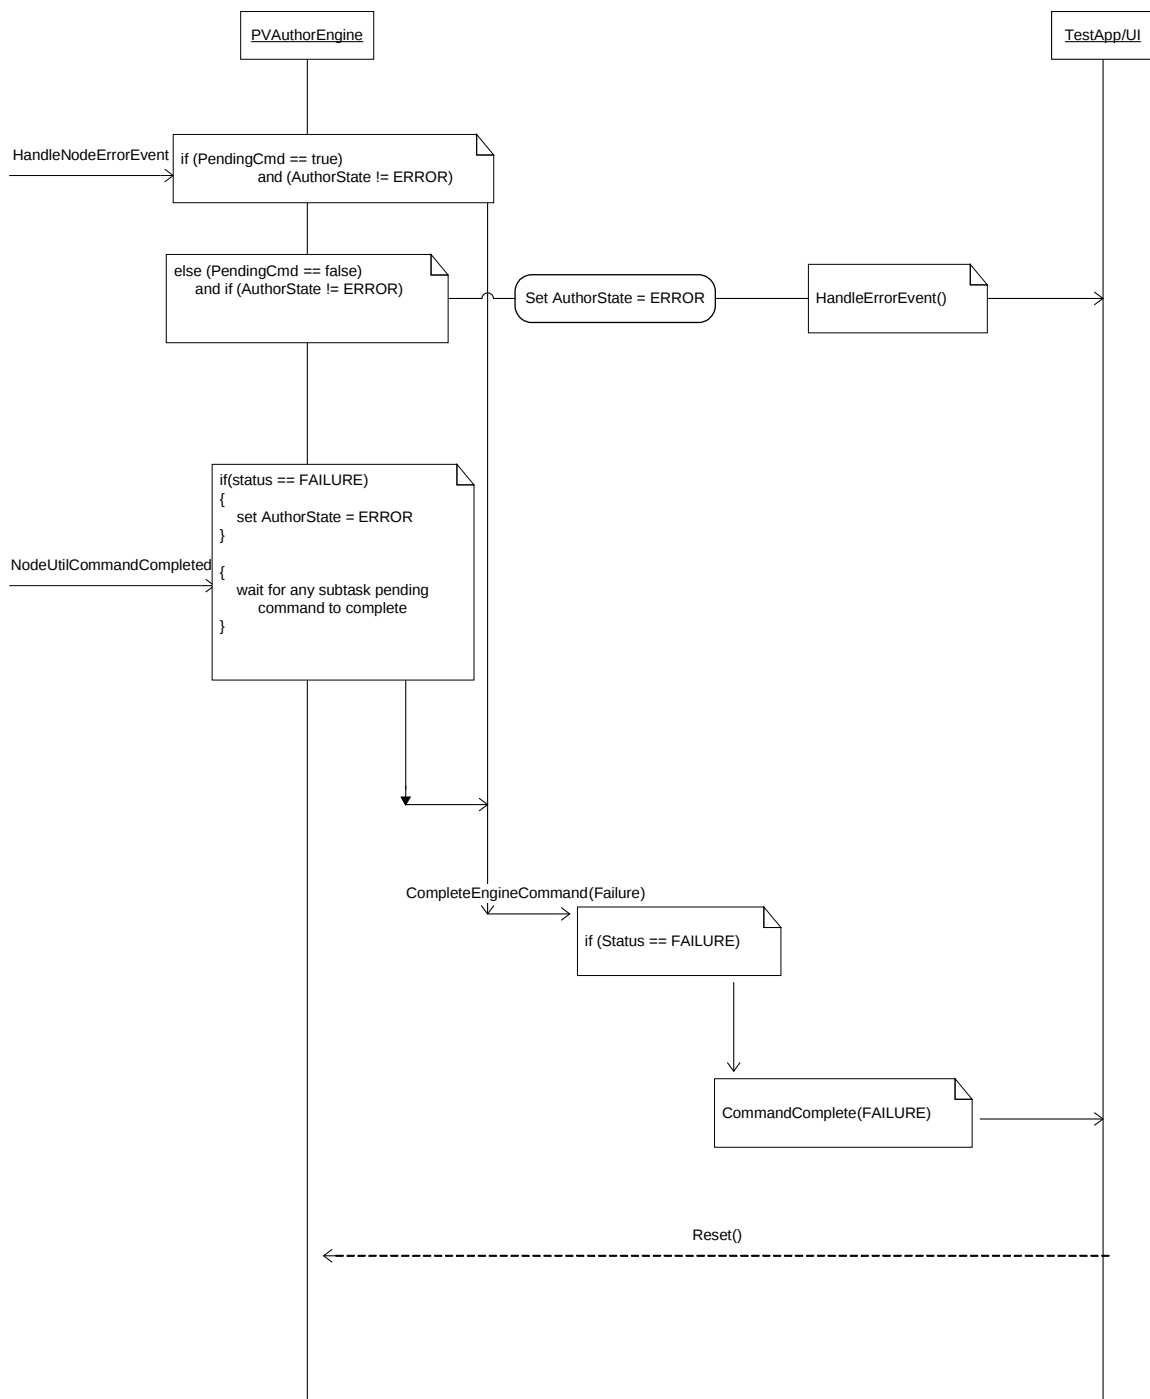 PVAuthorEngine
TestApp/UI
HandleNodeErrorEvent
if (PendingCmd == true)
and (AuthorState != ERROR)
else (PendingCmd == false)
and if (AuthorState != ERROR)
Set AuthorState = ERROR
HandleErrorEvent()
if(status == FAILURE)
{
set AuthorState = ERROR
}
NodeUtilCommandCompleted
{
wait for any subtask pending
command to complete
}
CompleteEngineCommand(Failure)
if (Status == FAILURE)
CommandComplete(FAILURE)
Reset()